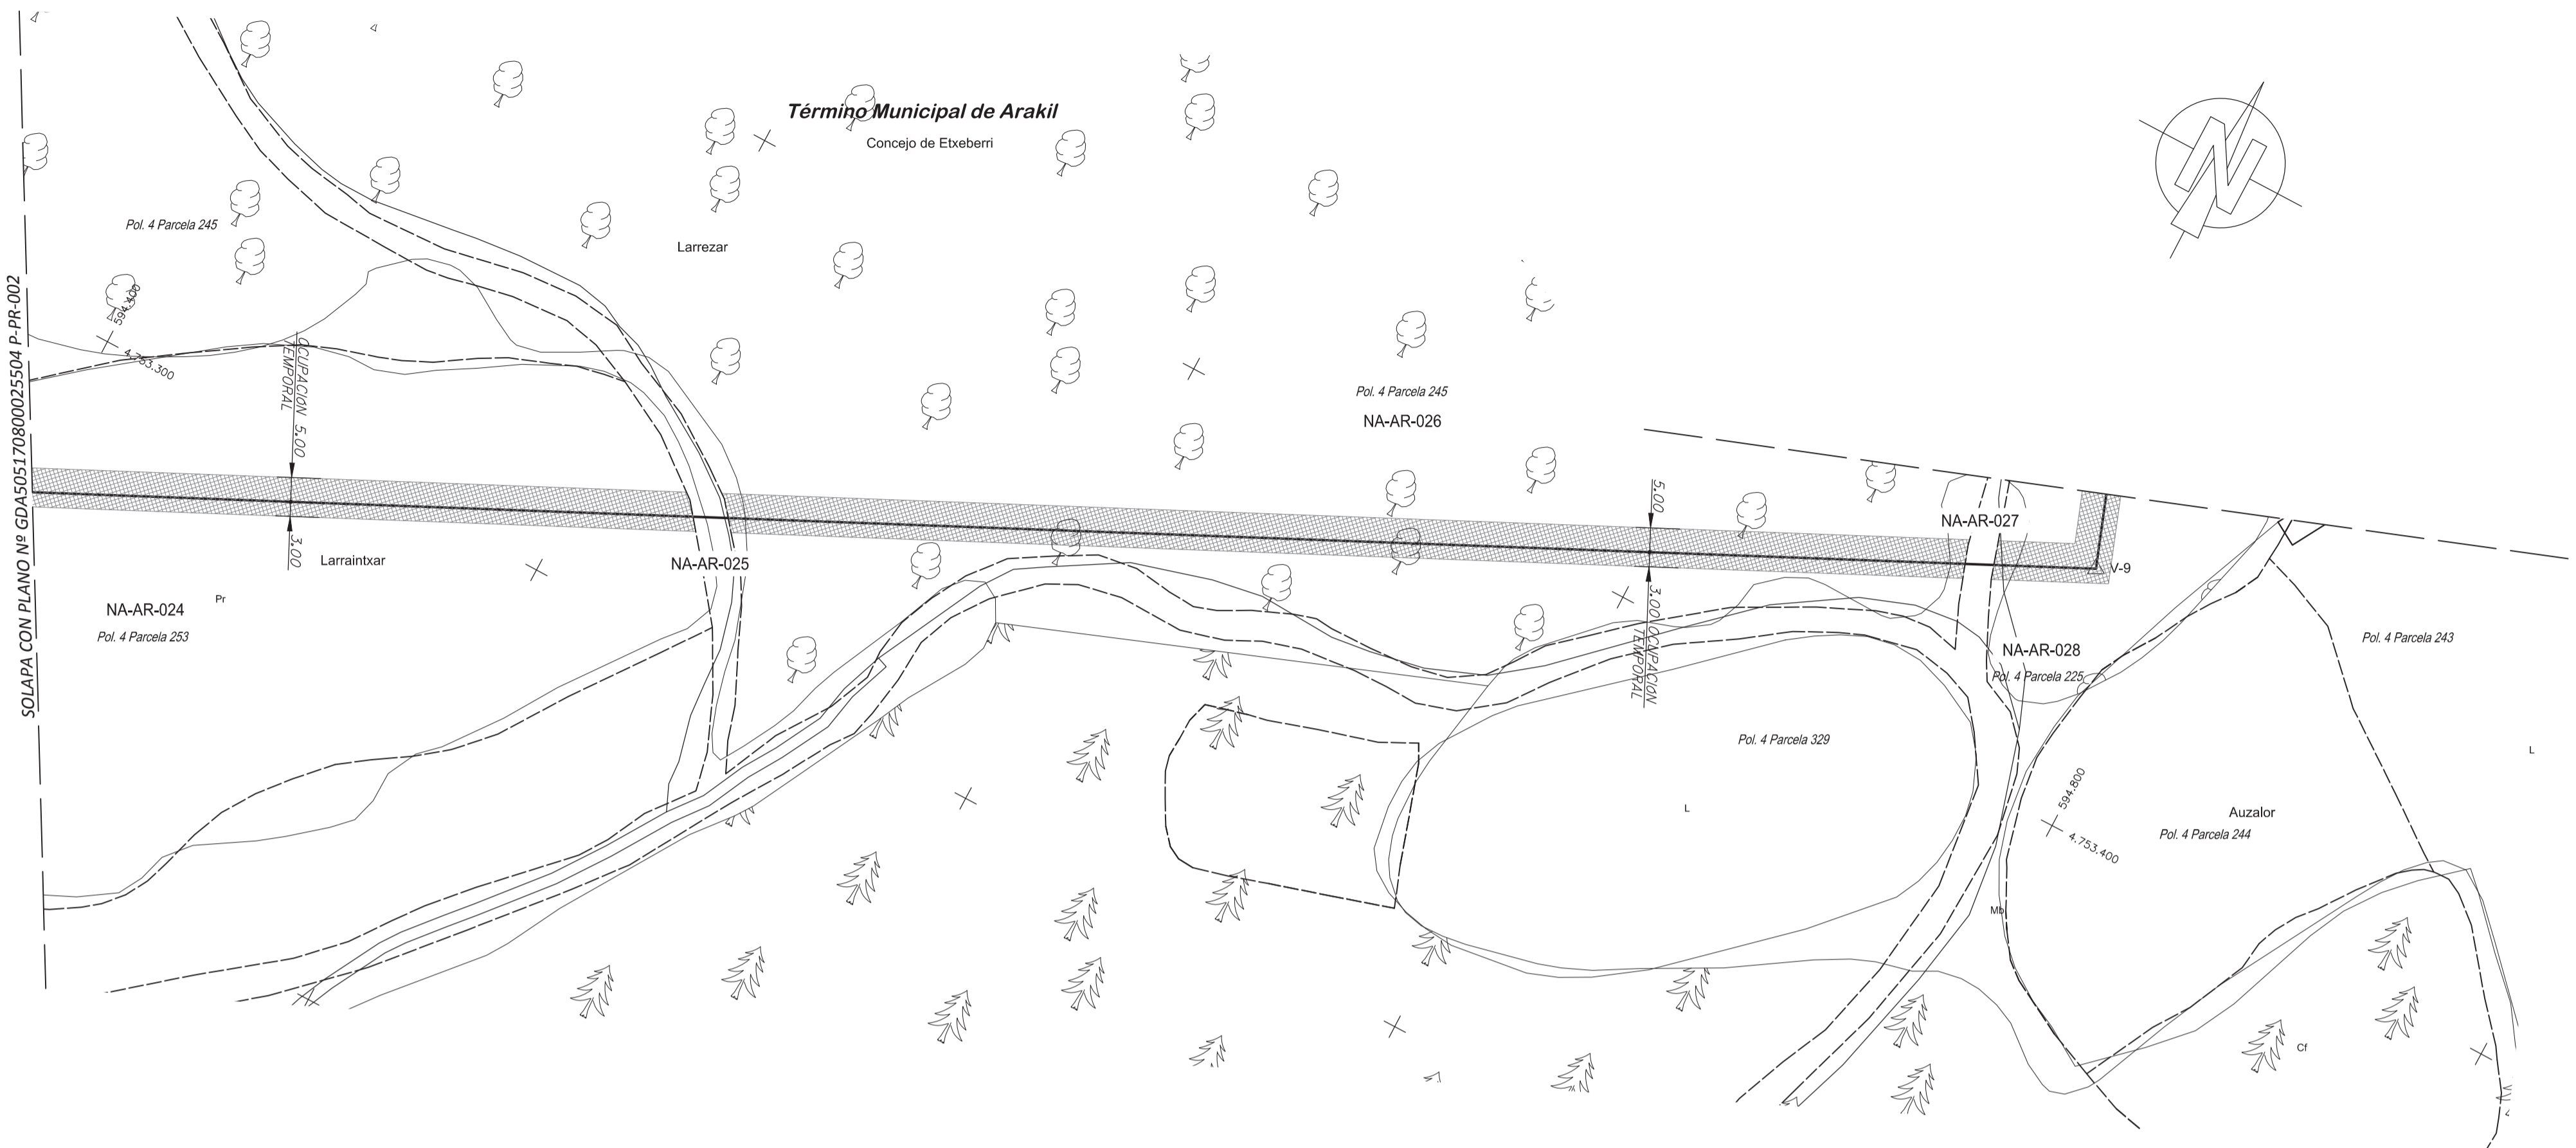 Término Municipal de Arakil
Concejo de Etxeberri
N
Pol. 4 Parcela 245
Larrezar
SOLAPA CON PLANO Nº GDA5051708000025504 P-PR-002
594.400
4.753.300
OCUPACIÓN
TEMPORAL
5.00
3.00
Pol. 4 Parcela 245
NA-AR-026
5.00
3.00
OCUPACIÓN
TEMPORAL
NA-AR-027
Larraintxar
NA-AR-025
V-9
NA-AR-024
Pr
Pol. 4 Parcela 253
NA-AR-028
Pol. 4 Parcela 225
Pol. 4 Parcela 243
Pol. 4 Parcela 329
L
L
594.800
4.753.400
Auzalor
Pol. 4 Parcela 244
Mb
Cf